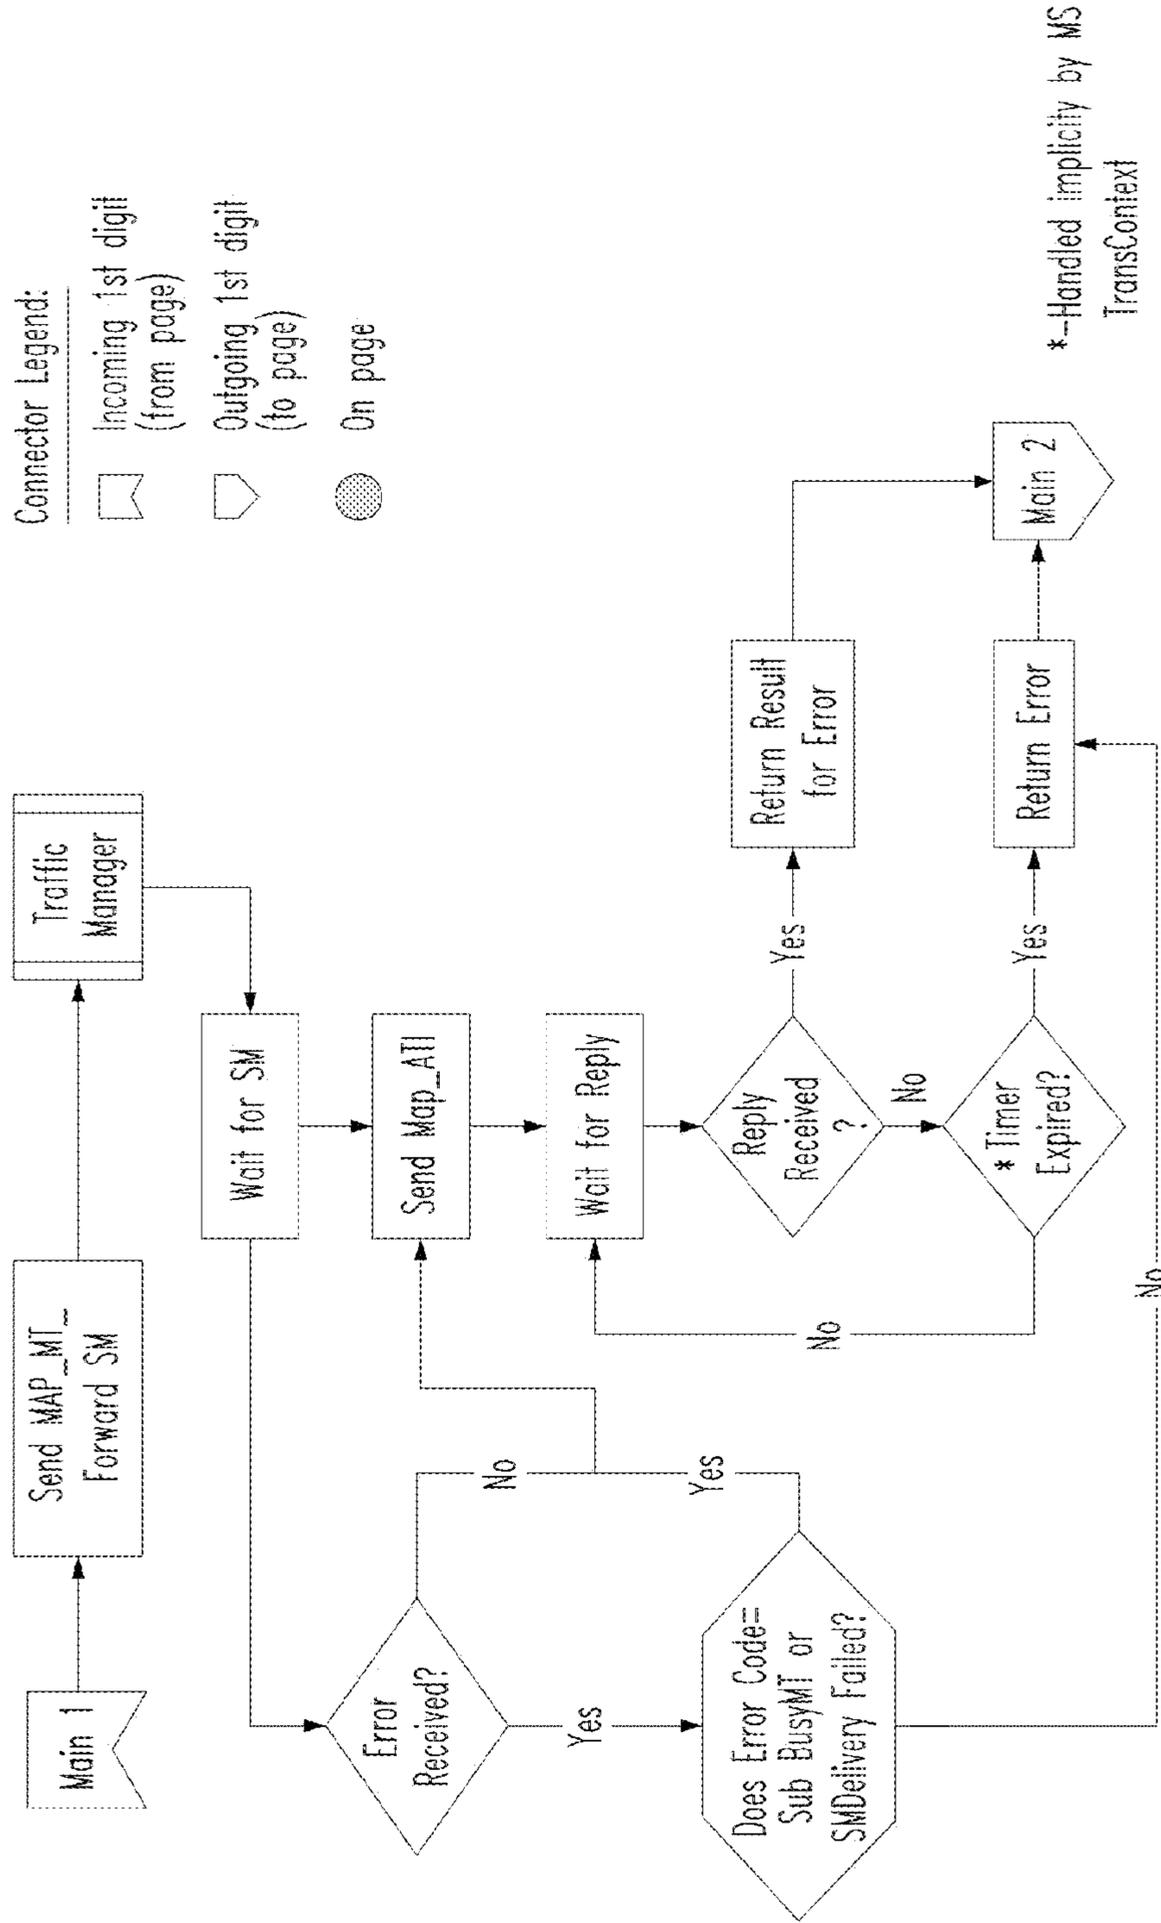 Connector Legend:
Incoming 1st digit
(from page)
Outgoing 1st digit
(to page)
On page
Main 1
Send MAP_MT_
Forward SM
Traffic
Manager
Wait for SM
Error
Received?
No
Yes
Send Map_ATI
Wait for Reply
Does Error Code=
Sub BusyMT or
SMDelivery Failed?
Yes
No
Reply
Received
?
Yes
No
Return Result
for Error
* Timer
Expired?
No
Yes
Return Error
Main 2
*-Handled implicity by MS
TransContext